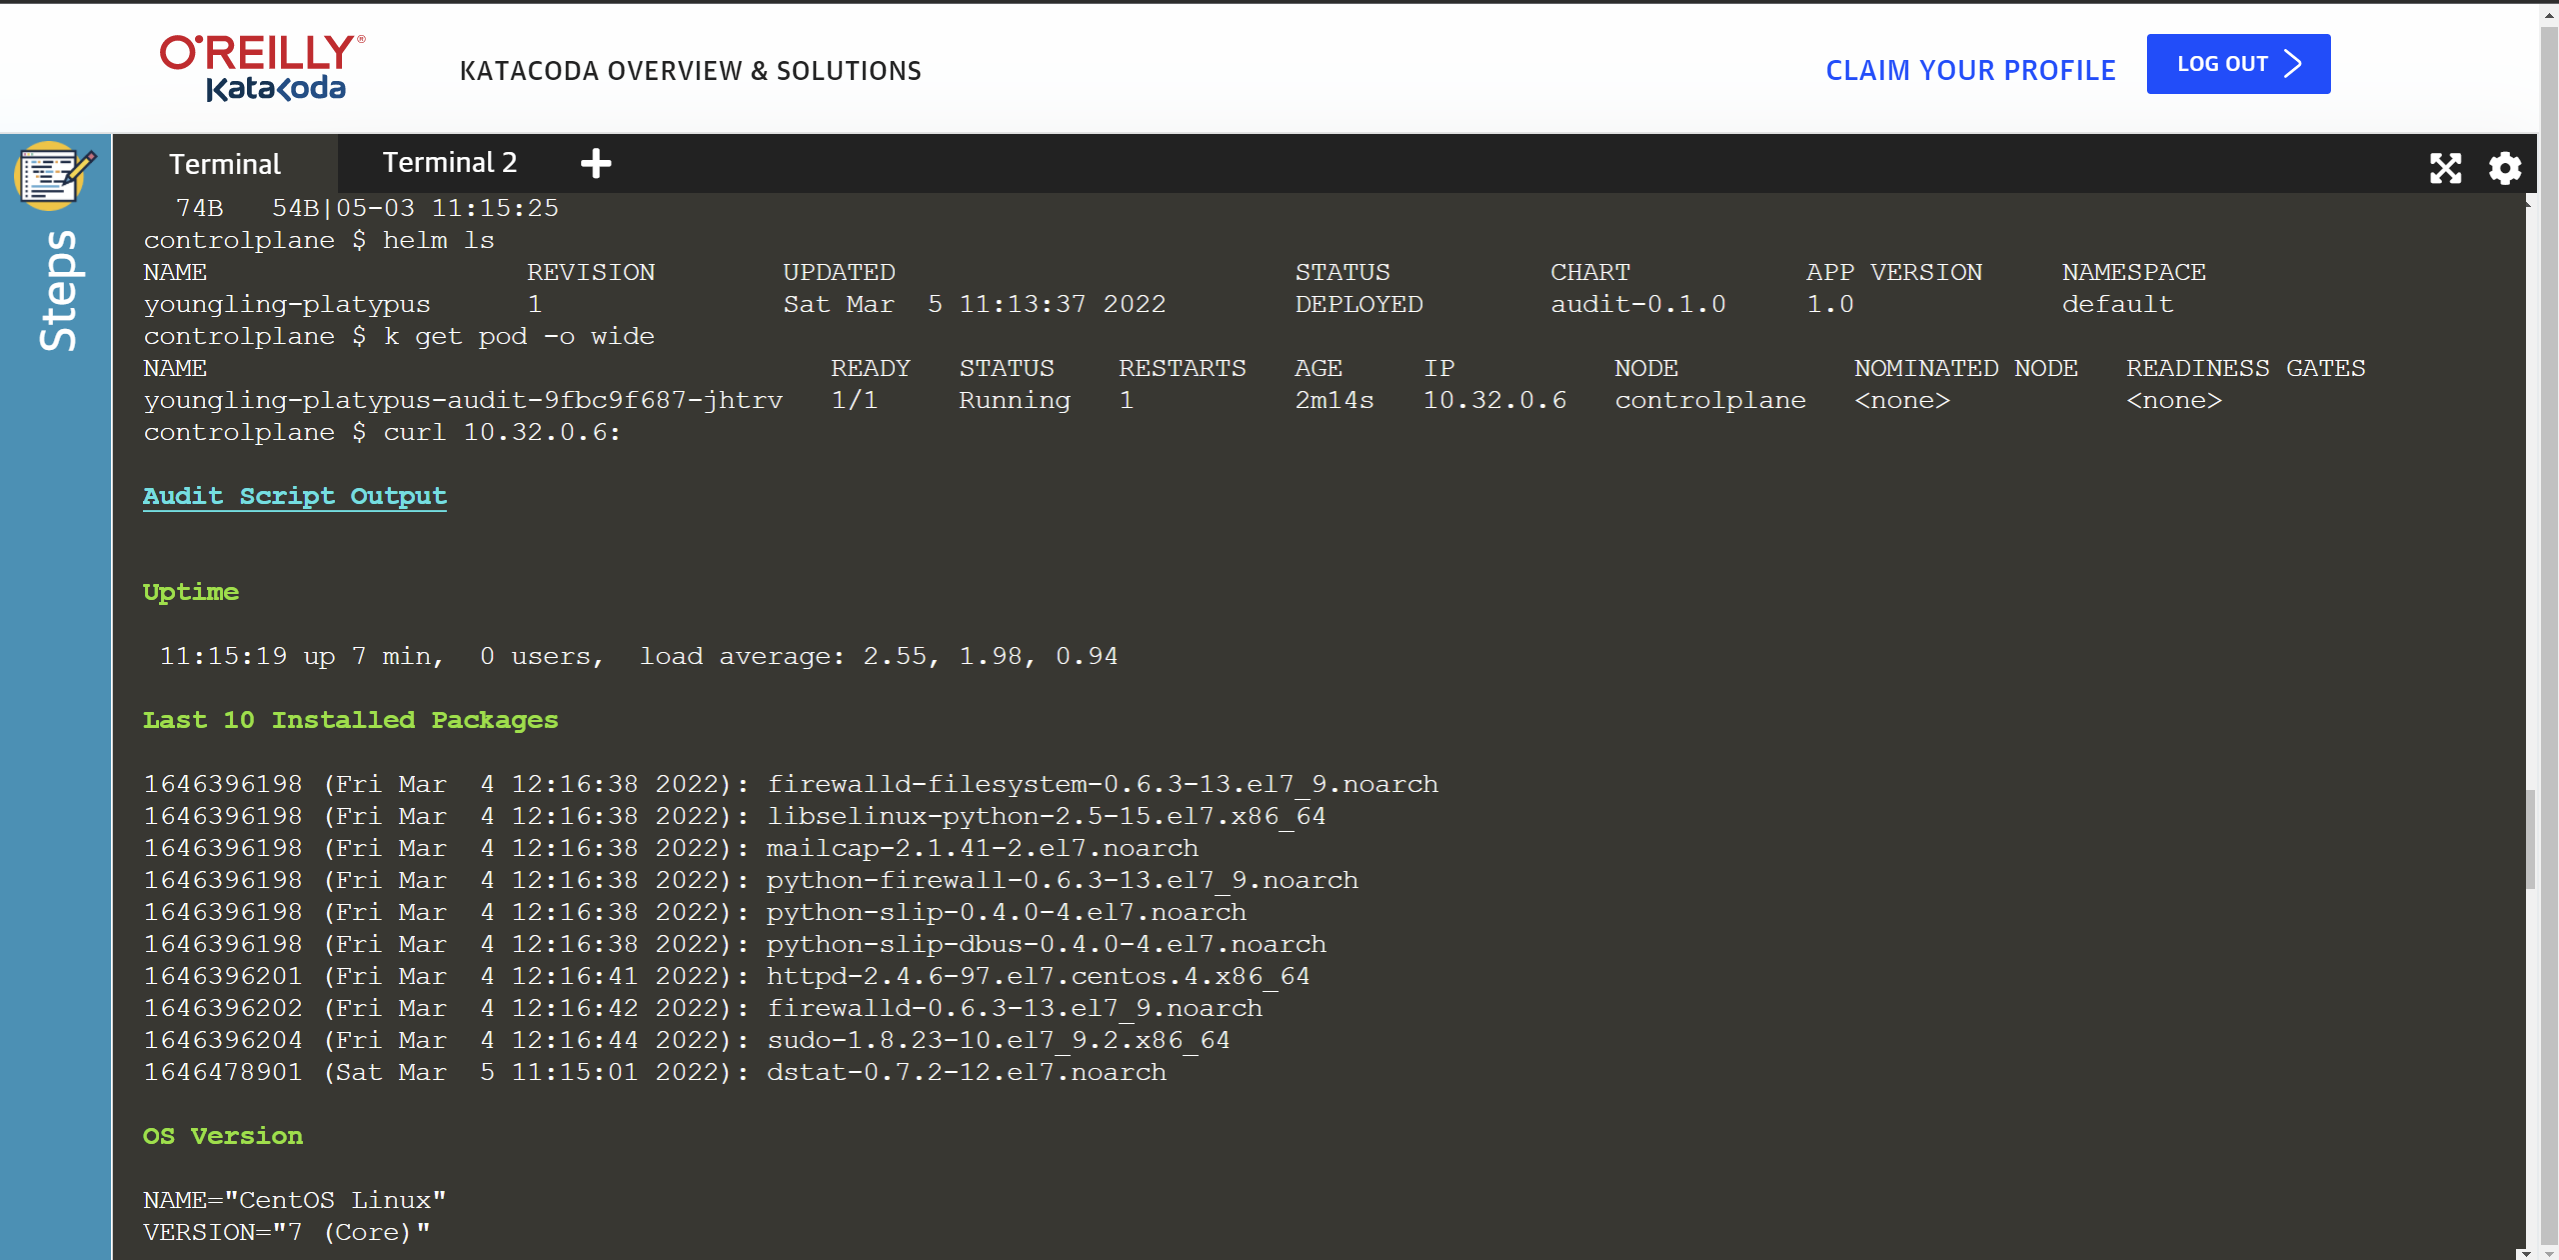 O'REILLY®
Katacoda
KATACODA OVERVIEW & SOLUTIONS
CLAIM YOUR PROFILE
LOG OUT
Steps
Terminal
Terminal 2
74B   54B|05-03 11:15:25
controlplane $ helm ls
NAME                    REVISION        UPDATED                         STATUS          CHART           APP VERSION     NAMESPACE
youngling-platypus      1               Sat Mar  5 11:13:37 2022        DEPLOYED        audit-0.1.0     1.0             default
controlplane $ k get pod -o wide
NAME                                       READY   STATUS    RESTARTS   AGE     IP          NODE           NOMINATED NODE   READINESS GATES
youngling-platypus-audit-9fbc9f687-jhtrv   1/1     Running   1          2m14s   10.32.0.6   controlplane   <none>           <none>
controlplane $ curl 10.32.0.6:
Audit Script Output
Uptime
11:15:19 up 7 min,  0 users,  load average: 2.55, 1.98, 0.94
Last 10 Installed Packages
1646396198 (Fri Mar  4 12:16:38 2022): firewalld-filesystem-0.6.3-13.el7_9.noarch
1646396198 (Fri Mar  4 12:16:38 2022): libselinux-python-2.5-15.el7.x86_64
1646396198 (Fri Mar  4 12:16:38 2022): mailcap-2.1.41-2.el7.noarch
1646396198 (Fri Mar  4 12:16:38 2022): python-firewall-0.6.3-13.el7_9.noarch
1646396198 (Fri Mar  4 12:16:38 2022): python-slip-0.4.0-4.el7.noarch
1646396198 (Fri Mar  4 12:16:38 2022): python-slip-dbus-0.4.0-4.el7.noarch
1646396201 (Fri Mar  4 12:16:41 2022): httpd-2.4.6-97.el7.centos.4.x86_64
1646396202 (Fri Mar  4 12:16:42 2022): firewalld-0.6.3-13.el7_9.noarch
1646396204 (Fri Mar  4 12:16:44 2022): sudo-1.8.23-10.el7_9.2.x86_64
1646478901 (Sat Mar  5 11:15:01 2022): dstat-0.7.2-12.el7.noarch
OS Version
NAME="CentOS Linux"
VERSION="7 (Core)"